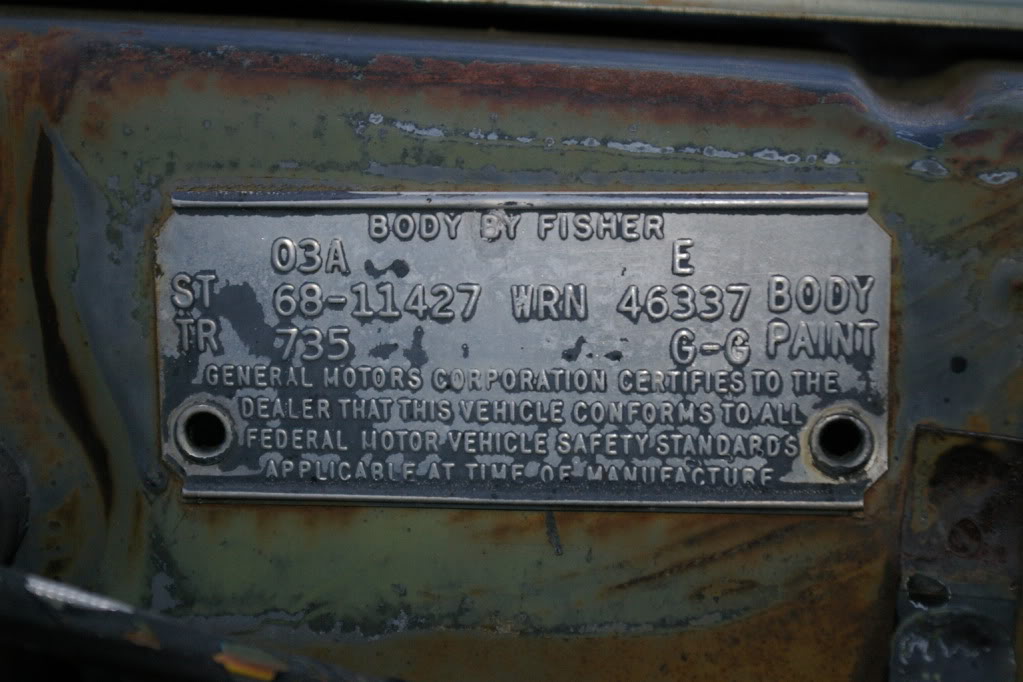 BODY BY FISHER
03A E
ST 68-11427 WRN 46337 BODY
TR 735 G-G PAINT
GENERAL MOTORS CORPORATION CERTIFIES TO THE
DEALER THAT THIS VEHICLE CONFORMS TO ALL
FEDERAL MOTOR VEHICLE SAFETY STANDARDS
APPLICABLE AT TIME OF MANUFACTURE